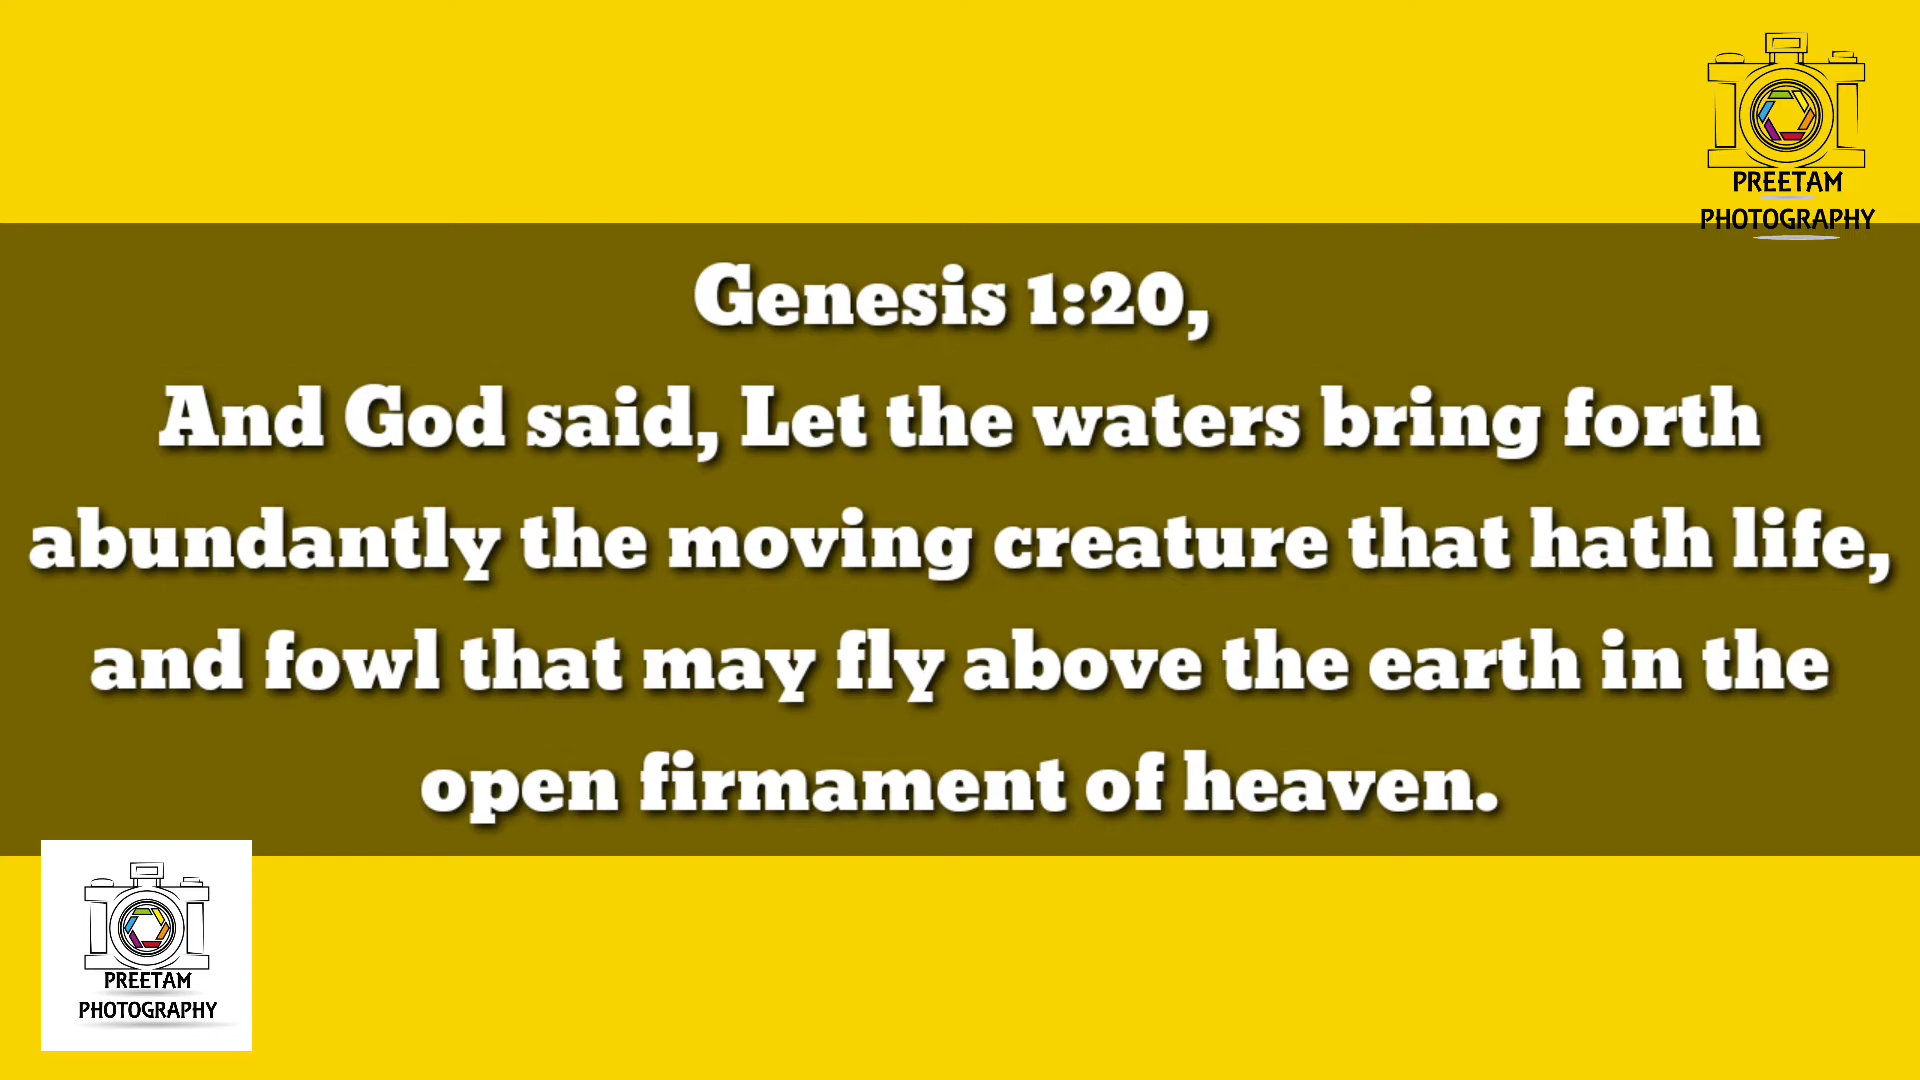 PREETAM
PHOTOGRAPHY
Genesis 1:20,
And God said, Let the waters bring forth
abundantly the moving creature that hath life,
and fowl that may fly above the earth in the
open firmament of heaven.
PREETAM
PHOTOGRAPHY